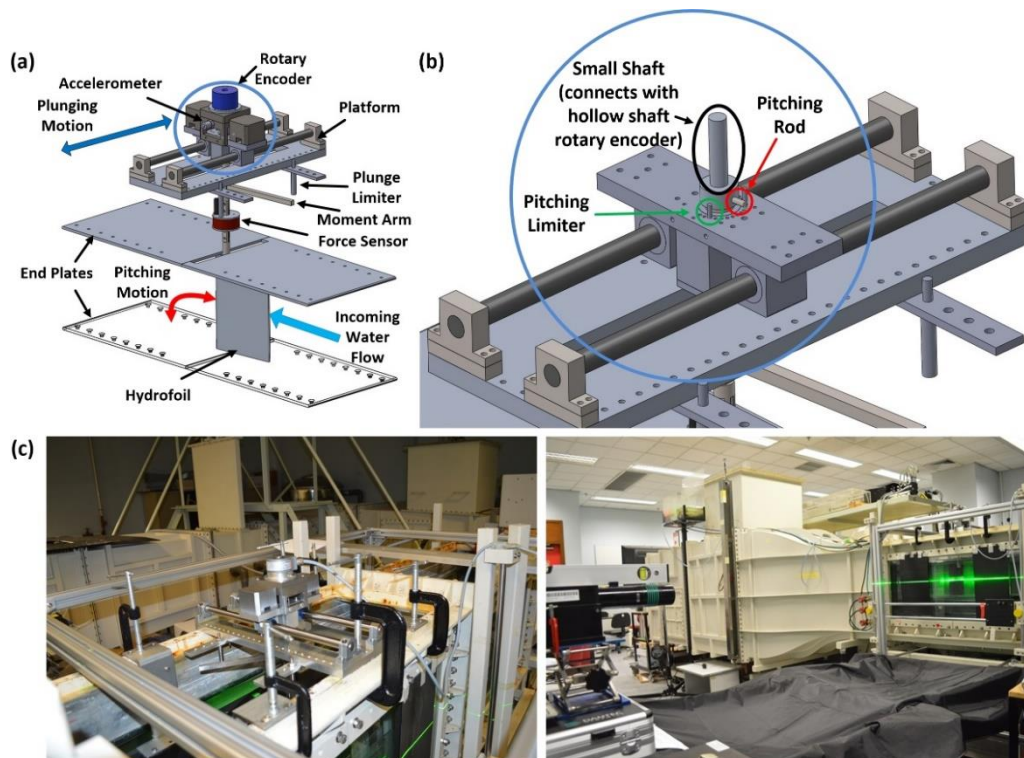 (a)
Rotary
Encoder
Accelerometer
Plunging
Motion
Platform
Plunge
Limiter
Moment Arm
Force Sensor
End Plates
Pitching
Motion
Incoming
Water
Flow
Hydrofoil
(b)
Small Shaft
(connects with
hollow shaft
rotary encoder)
Pitching
Rod
Pitching
Limiter
(c)